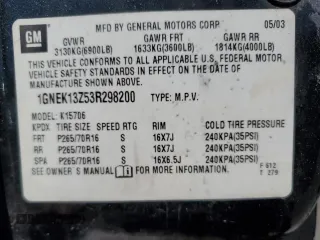 GM
MFD BY GENERAL MOTORS CORP 05/03
GVWR GAWR FRT GAWR RR
3130KG(6900LB) 1633KG(3600LB) 1814KG(4000LB)
THIS VEHICLE CONFORMS TO ALL APPLICABLE U.S. FEDERAL MOTOR
VEHICLE SAFETY STANDARDS IN EFFECT ON THE DATE OF
MANUFACTURE SHOWN ABOVE.
1GNEK13Z53R298200 TYPE: M.P.V.
MODEL: K15706
TIRE SIZE SPEED RTG RIM COLD TIRE PRESSURE
FRT P265/70R16 S 16X7J 240KPA(35PSI)
RR P265/70R16 S 16X7J 240KPA(35PSI)
SPA P265/70R16 S 16X6.5J 240KPA(35PSI)
SEE OWNER'S MANUAL FOR MORE INFORMATION.